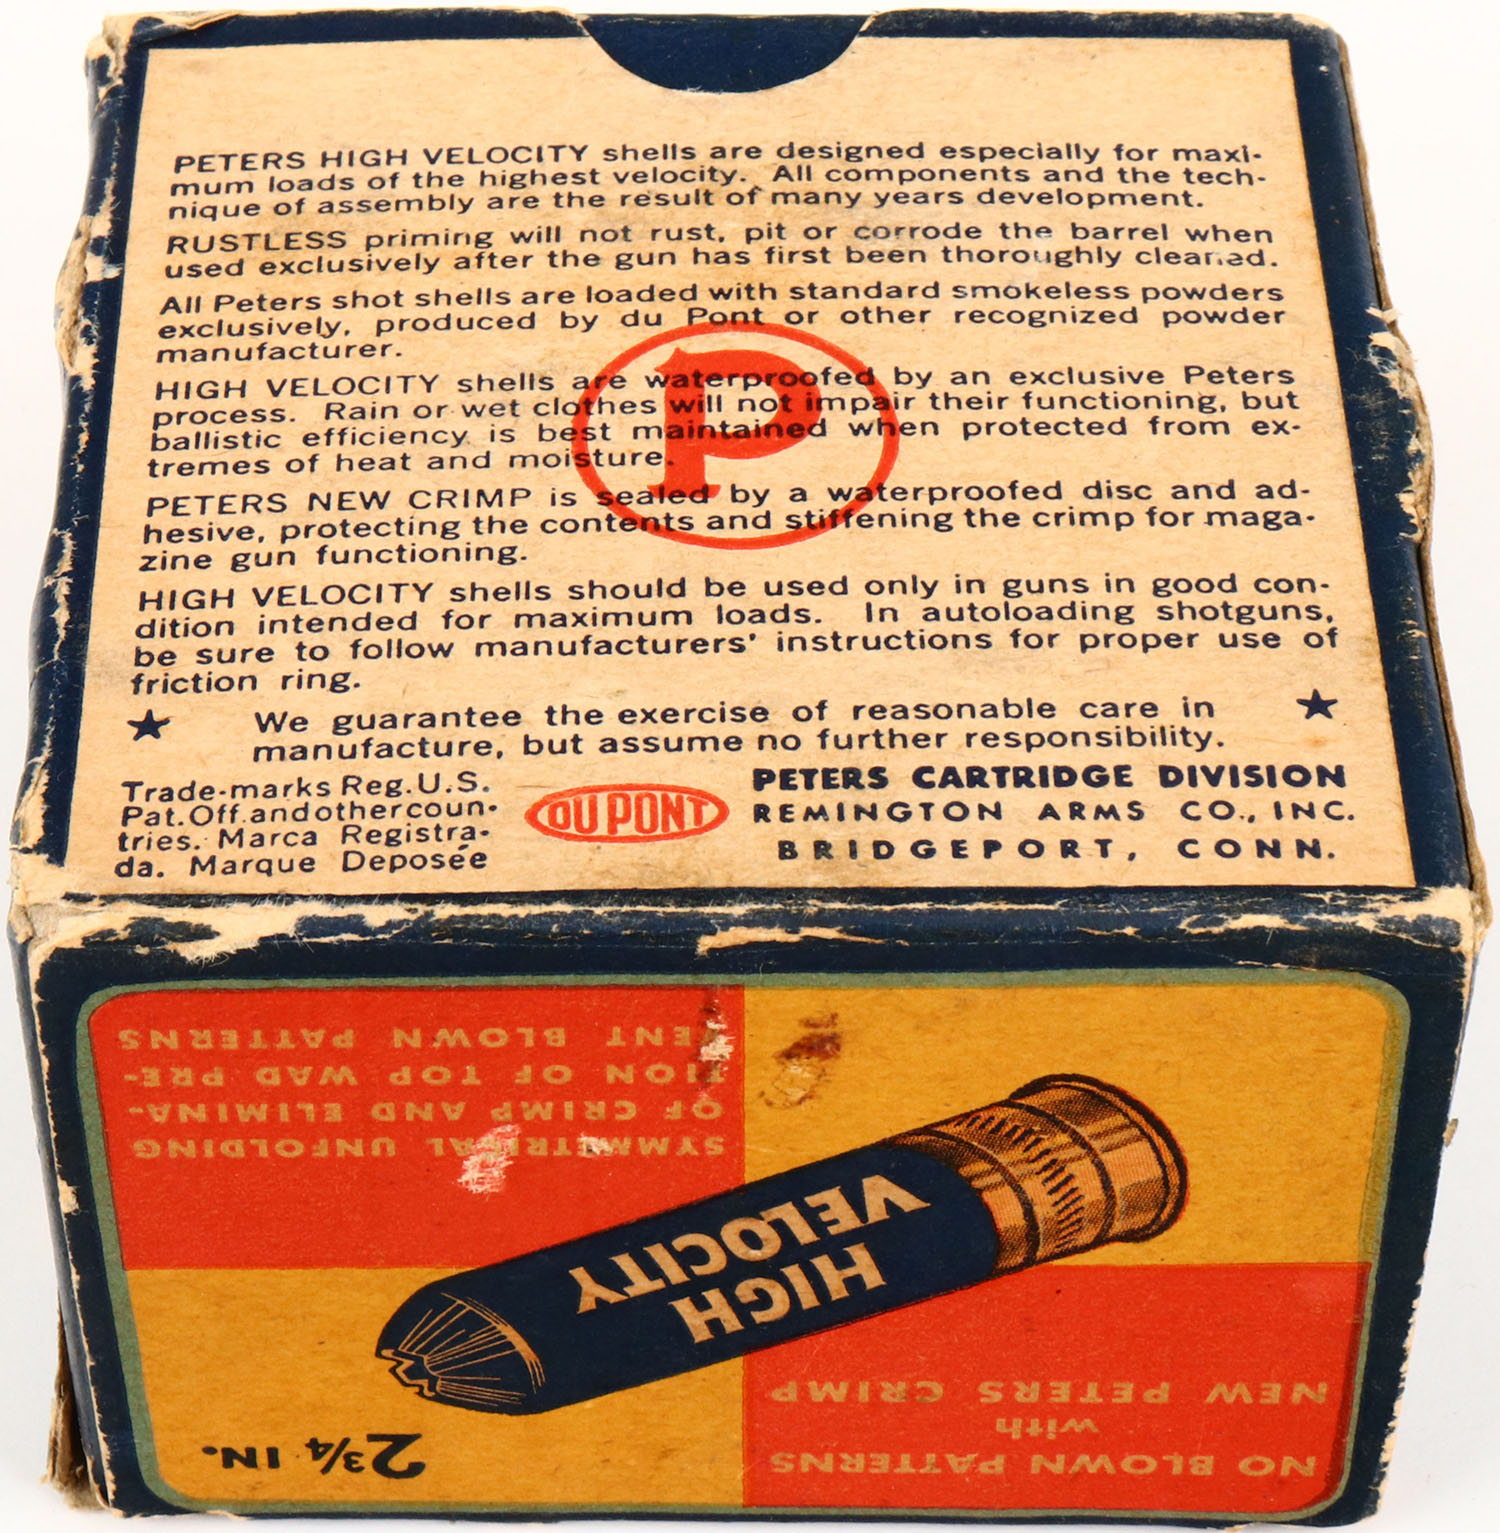 PETERS HIGH VELOCITY shells are designed especially for maxi-
mum loads of the highest velocity. All components and the tech-
nique of assembly are the result of many years development.
RUSTLESS priming will not rust, pit or corrode the barrel when
used exclusively after the gun has first been thoroughly cleaned.
All Peters shot shells are loaded with standard smokeless powders
exclusively, produced by du Pont or other recognized powder
manufacturer.
HIGH VELOCITY shells are waterproofed by an exclusive Peters
process. Rain or wet clothes will not impair their functioning, but
ballistic efficiency is best maintained when protected from ex-
tremes of heat and moisture.
P
PETERS NEW CRIMP is sealed by a waterproofed disc and ad-
hesive, protecting the contents and stiffening the crimp for maga-
zine gun functioning.
HIGH VELOCITY shells should be used only in guns in good con-
dition intended for maximum loads. In autoloading shotguns,
be sure to follow manufacturers' instructions for proper use of
friction ring.
★ We guarantee the exercise of reasonable care in ★
manufacture, but assume no further responsibility.
Trade-marks Reg. U.S.
Pat. Off. and other coun-
tries. Marca Registra-
da. Marque Deposée
DU PONT
PETERS CARTRIDGE DIVISION
REMINGTON ARMS CO., INC.
BRIDGEPORT, CONN.
NO BLOWN PATTERNS
with
NEW PETERS CRIMP
2¾ IN.
HIGH
VELOCITY
SYMMETRICAL UNFOLDING
OF CRIMP AND ELIMINA-
TION OF TOP WAD PRE-
VENT BLOWN PATTERNS